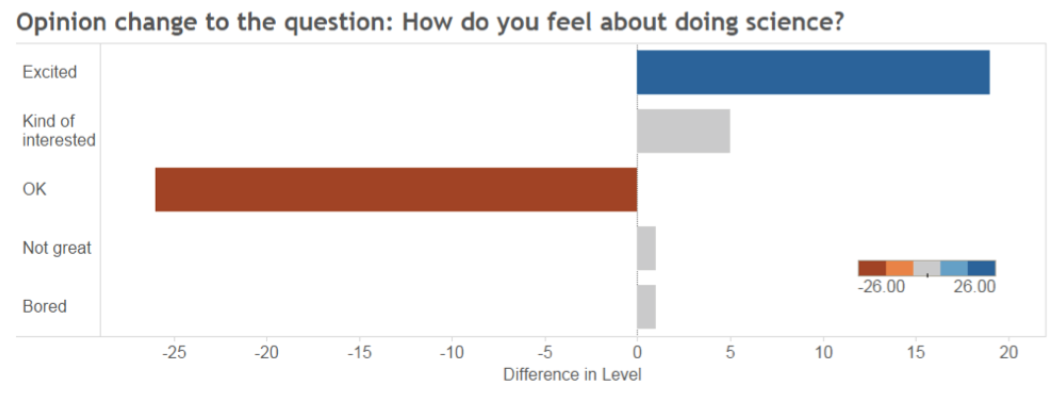 Opinion change to the question: How do you feel about doing science?
Excited
Kind of
interested
OK
Not great
Bored
-26.00 26.00
-25 -20 -15 -10 -5 0 5 10 15 20
Difference in Level